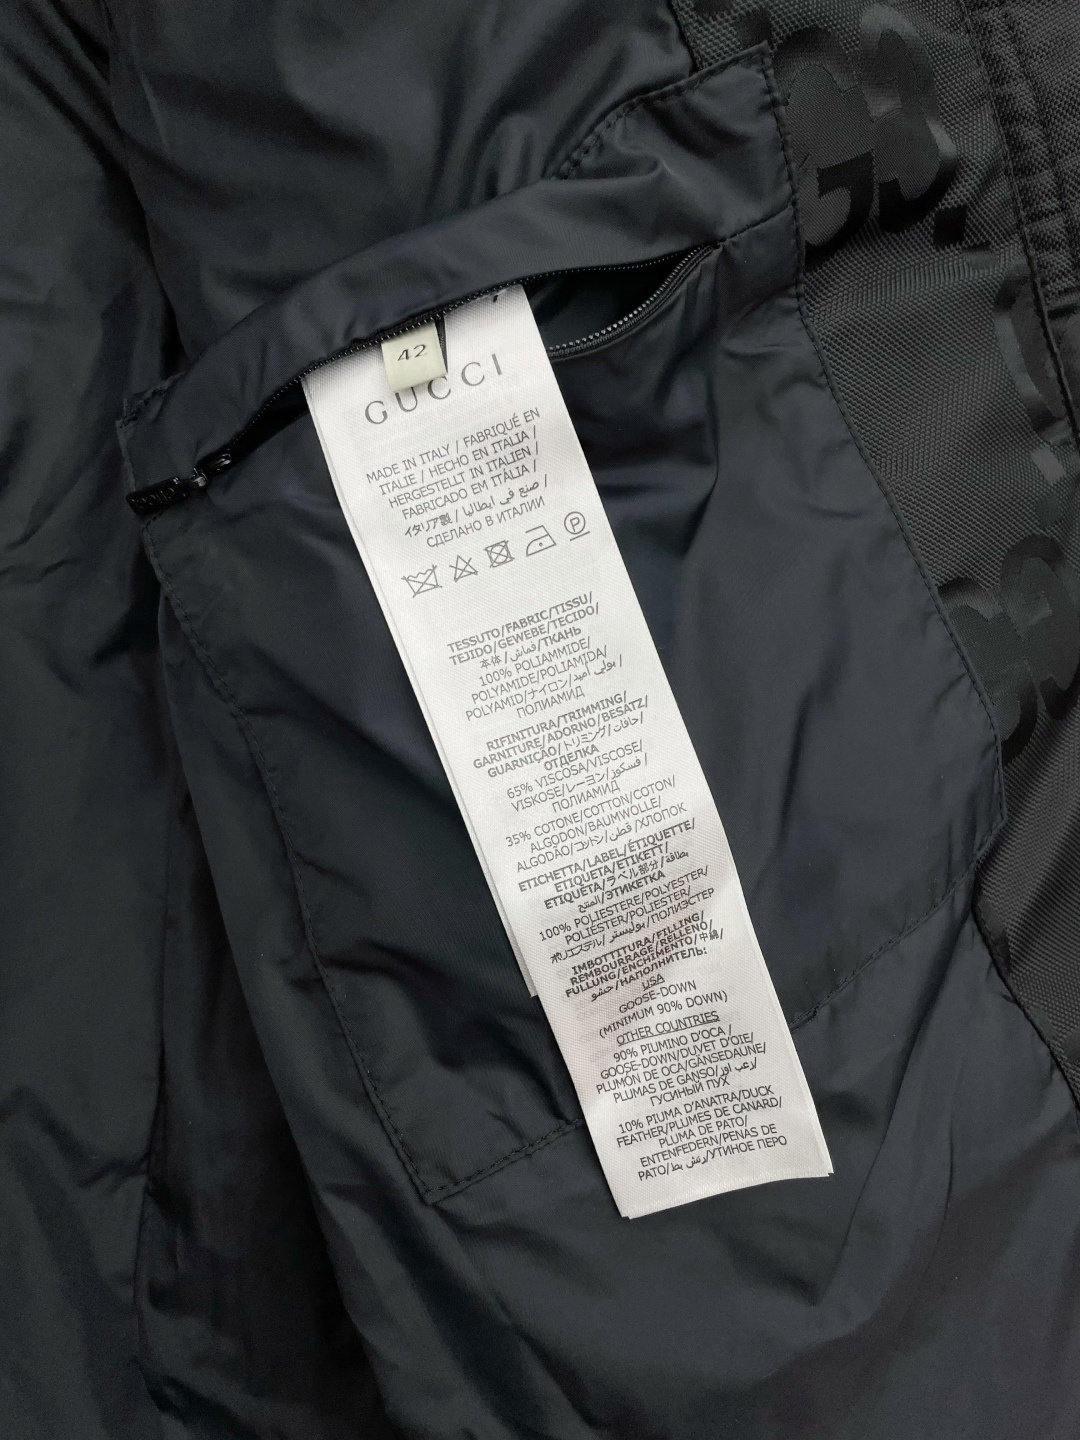 42
GUCCI
MADE IN ITALY / FABRIQUÉ EN
ITALIE / HECHO EN ITALIA /
HERGESTELLT IN ITALIEN /
FABRICADO EM ITÁLIA /
صنع في ايطاليا /
イタリア製 /
СДЕЛАНО В ИТАЛИИ
P
TESSUTO/FABRIC/TISSU/
TEJIDO/GEWEBE/TECIDO/
本体/قماش/ТКАНЬ
100% POLIAMMIDE/
POLYAMIDE/POLIAMIDA/
POLYAMID/ナイロン/بولي اميد/
ПОЛИАМИД
RIFINITURA/TRIMMING/
GARNITURE/ADORNO/BESATZ/
GUARNIÇÃO/トリミング/حافات/
ОТДЕЛКА
65% VISCOSA/VISCOSE/
VISKOSE/レーヨン/فسكوز/
ПОЛИАМИД
35% COTONE/COTTON/COTON/
ALGODON/BAUMWOLLE/
ALGODÃO/コットン/قطن/ХЛОПОК
ETICHETTA/LABEL/ÉTIQUETTE/
ETIQUETA/ETIKETT/
ETIQUETA/ラベル部分/بطاقة
المنتج/ЭТИКЕТКА
100% POLIESTERE/POLYESTER/
POLIÉSTER/POLIESTER/
ポリエステル/بوليستر/ПОЛИЭСТЕР
IMBOTTITURA/FILLING/
REMBOURRAGE/RELLENO/
FÜLLUNG/ENCHIMENTO/中綿/
حشو/НАПОЛНИТЕЛЬ:
USA
GOOSE-DOWN
(MINIMUM 90% DOWN)
OTHER COUNTRIES
90% PIUMINO D'OCA /
GOOSE-DOWN/DUVET D'OIE/
PLUMÓN DE OCA/GÄNSEDAUNE/
PLUMAS DE GANSO/
ГУСИНЫЙ ПУХ
10% PIUMA D'ANATRA/DUCK
FEATHER/PLUMES DE CANARD/
PLUMA DE PATO/
ENTENFEDERN/PENAS DE
PATO/ريش بط/УТИНОЕ ПЕРО